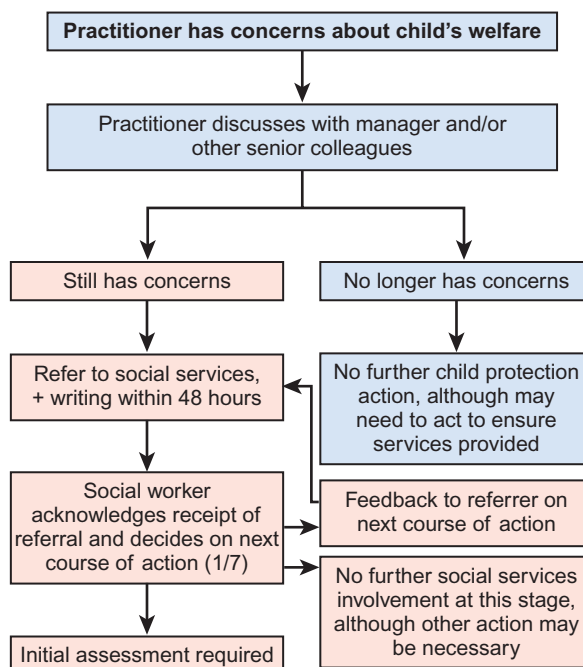 Practitioner has concerns about child’s welfare
Practitioner discusses with manager and/or
other senior colleagues
Still has concerns
No longer has concerns
Refer to social services,
+ writing within 48 hours
No further child protection
action, although may
need to act to ensure
services provided
Social worker
acknowledges receipt of
referral and decides on next
course of action (1/7)
Feedback to referrer on
next course of action
No further social services
involvement at this stage,
although other action may
be necessary
Initial assessment required